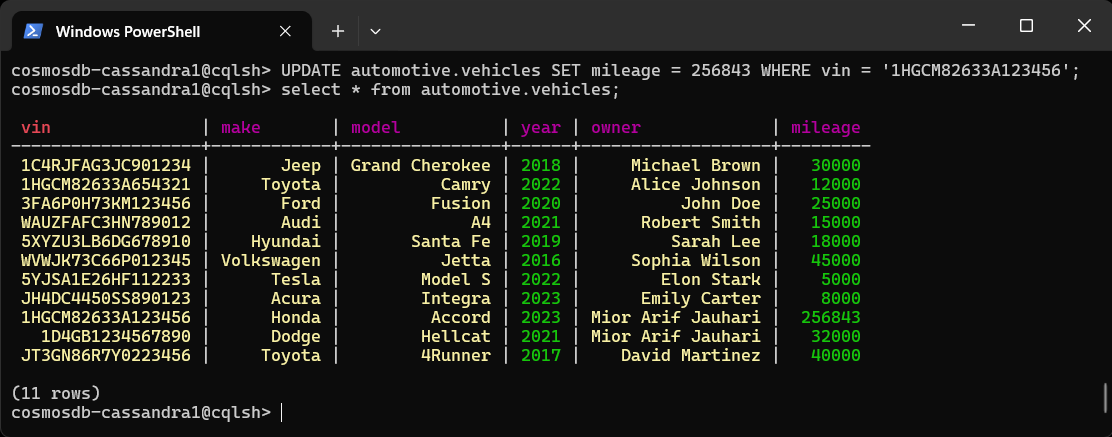 Windows PowerShell
cosmosdb-cassandra1@cqlsh> UPDATE automotive.vehicles SET mileage = 256843 WHERE vin = '1HGCM82633A123456';
cosmosdb-cassandra1@cqlsh> select * from automotive.vehicles;
 vin               | make       | model          | year | owner             | mileage
-------------------+------------+----------------+------+-------------------+---------
 1C4RJFAG3JC901234 |       Jeep | Grand Cherokee | 2018 |     Michael Brown |   30000
 1HGCM82633A654321 |     Toyota |          Camry | 2022 |     Alice Johnson |   12000
 3FA6P0H73KM123456 |       Ford |         Fusion | 2020 |          John Doe |   25000
 WAUZFAFC3HN789012 |       Audi |             A4 | 2021 |      Robert Smith |   15000
 5XYZU3LB6DG678910 |    Hyundai |       Santa Fe | 2019 |         Sarah Lee |   18000
 WVWJK73C66P012345 | Volkswagen |          Jetta | 2016 |     Sophia Wilson |   45000
 5YJSA1E26HF112233 |      Tesla |        Model S | 2022 |        Elon Stark |    5000
 JH4DC4450SS890123 |      Acura |        Integra | 2023 |      Emily Carter |    8000
 1HGCM82633A123456 |      Honda |         Accord | 2023 | Mior Arif Jauhari |  256843
   1D4GB1234567890 |      Dodge |        Hellcat | 2021 | Mior Arif Jauhari |   32000
 JT3GN86R7Y0223456 |     Toyota |        4Runner | 2017 |    David Martinez |   40000
(11 rows)
cosmosdb-cassandra1@cqlsh>